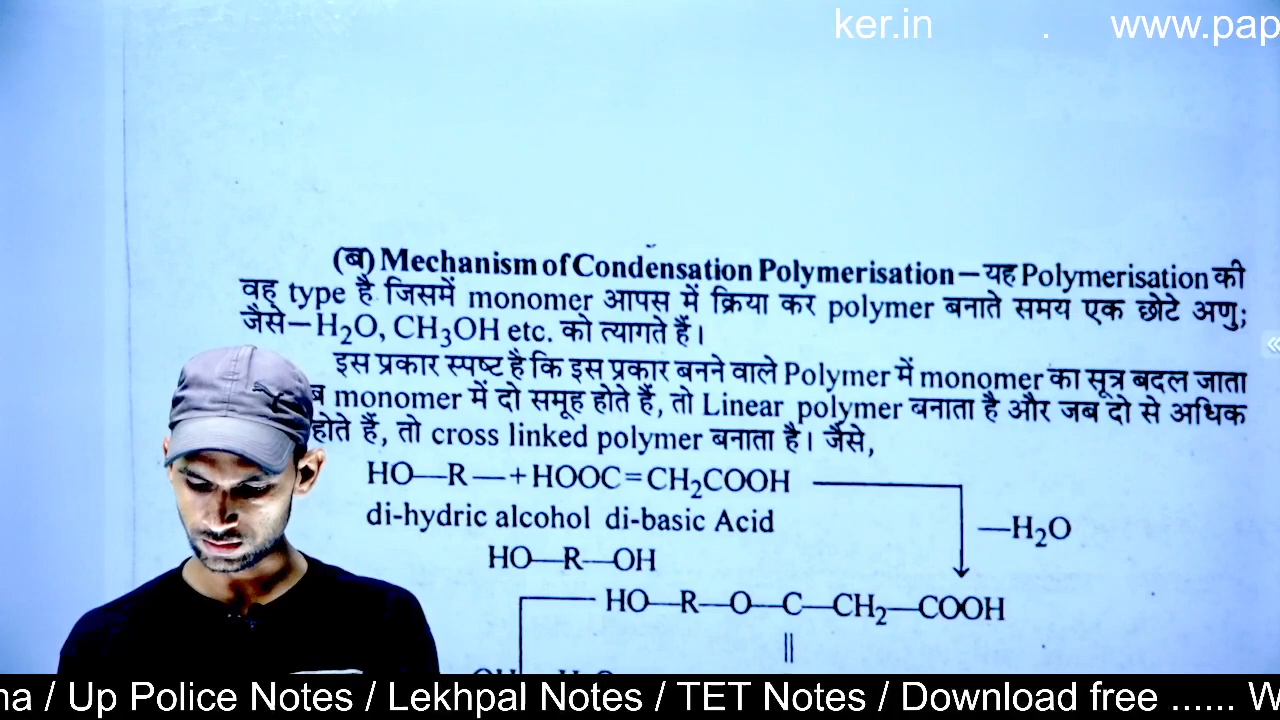 ker.in . www.pap
(ब) Mechanism of Condensation Polymerisation—यह Polymerisation की
वह type है जिसमें monomer आपस में क्रिया कर polymer बनाते समय एक छोटे अणु;
जैसे—H₂O, CH₃OH etc. को त्यागते हैं।
इस प्रकार स्पष्ट है कि इस प्रकार बनने वाले Polymer में monomer का सूत्र बदल जाता
ब monomer में दो समूह होते हैं, तो Linear polymer बनाता है और जब दो से अधिक
होते हैं, तो cross linked polymer बनाता है। जैसे,
HO—R—+HOOC=CH₂COOH
di-hydric alcohol di-basic Acid
—H₂O
HO—R—OH
HO—R—O—C—CH₂—COOH
||
na / Up Police Notes / Lekhpal Notes / TET Notes / Download free ...... W